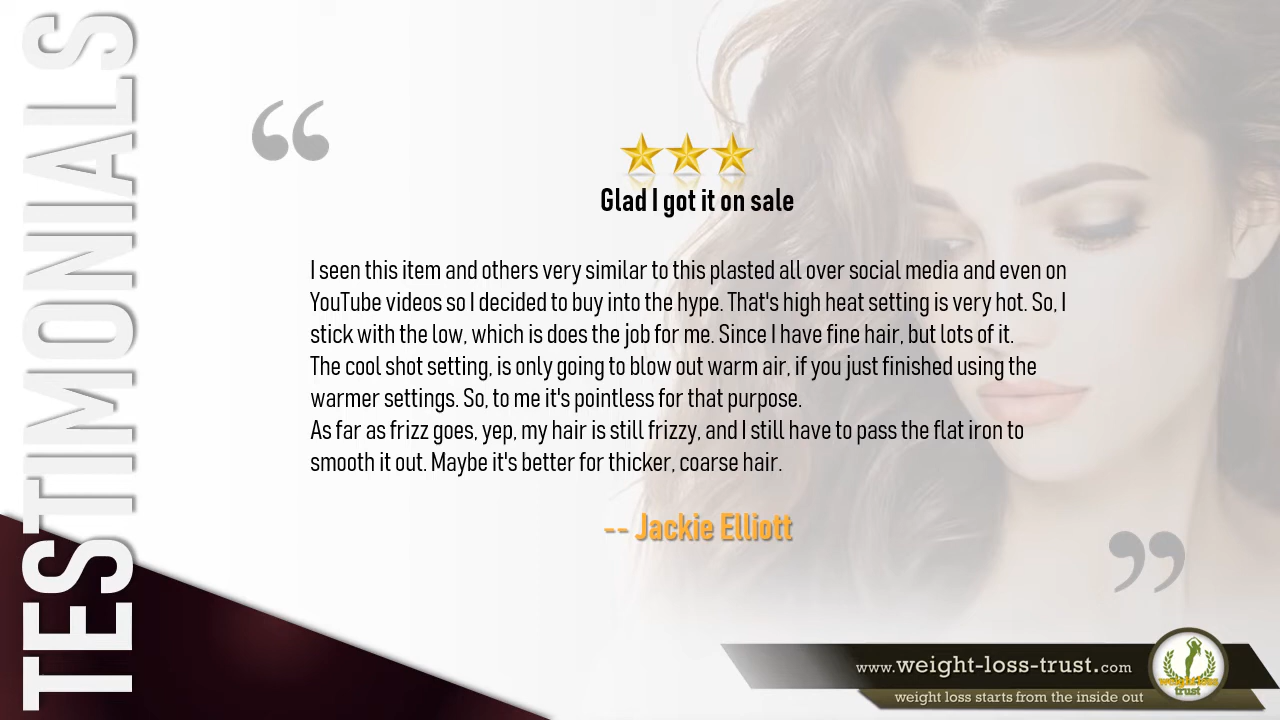 TESTIMONIALS
“
Glad I got it on sale
I seen this item and others very similar to this plasted all over social media and even on
YouTube videos so I decided to buy into the hype. That's high heat setting is very hot. So, I
stick with the low, which is does the job for me. Since I have fine hair, but lots of it.
The cool shot setting, is only going to blow out warm air, if you just finished using the
warmer settings. So, to me it's pointless for that purpose.
As far as frizz goes, yep, my hair is still frizzy, and I still have to pass the flat iron to
smooth it out. Maybe it's better for thicker, coarse hair.
-- Jackie Elliott
”
www.weight-loss-trust.com
weight loss starts from the inside out
weight loss
trust